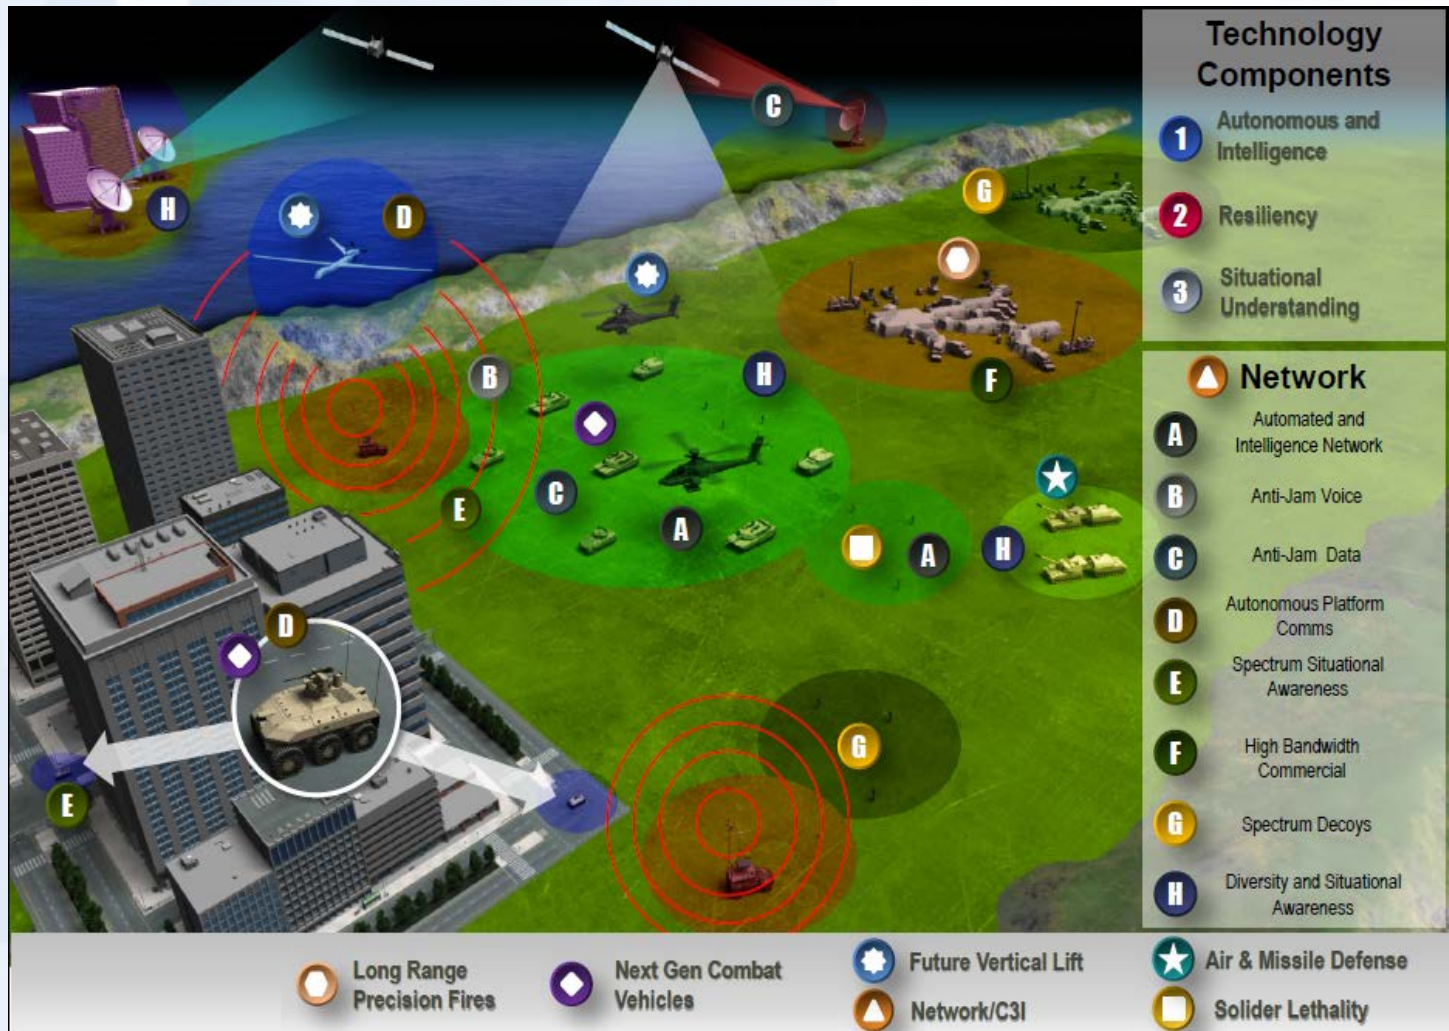 Technology
Components
1
Autonomous and
Intelligence
2
Resiliency
3
Situational
Understanding
Network
A
Automated and
Intelligence Network
B
Anti-Jam Voice
C
Anti-Jam Data
D
Autonomous Platform
Comms
E
Spectrum Situational
Awareness
F
High Bandwidth
Commercial
G
Spectrum Decoys
H
Diversity and Situational
Awareness
C
G
H
D
B
H
F
C
E
A
A
H
D
G
E
Long Range
Precision Fires
Next Gen Combat
Vehicles
Future Vertical Lift
Network/C3I
Air & Missile Defense
Solider Lethality